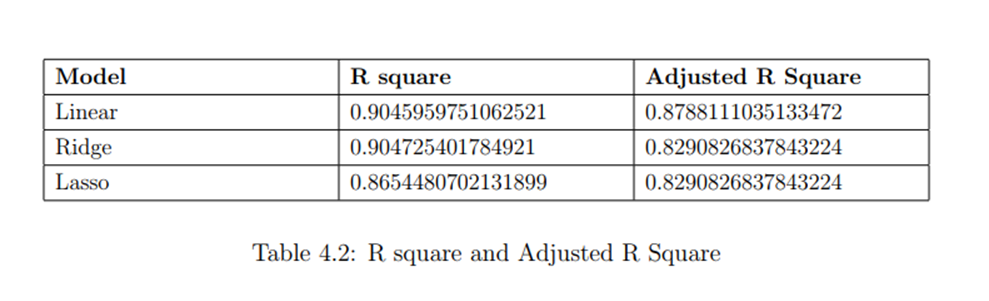 Model R square Adjusted R Square
Linear 0.9045959751062521 0.8788111035133472
Ridge 0.904725401784921 0.8290826837843224
Lasso 0.8654480702131899 0.8290826837843224
Table 4.2: R square and Adjusted R Square